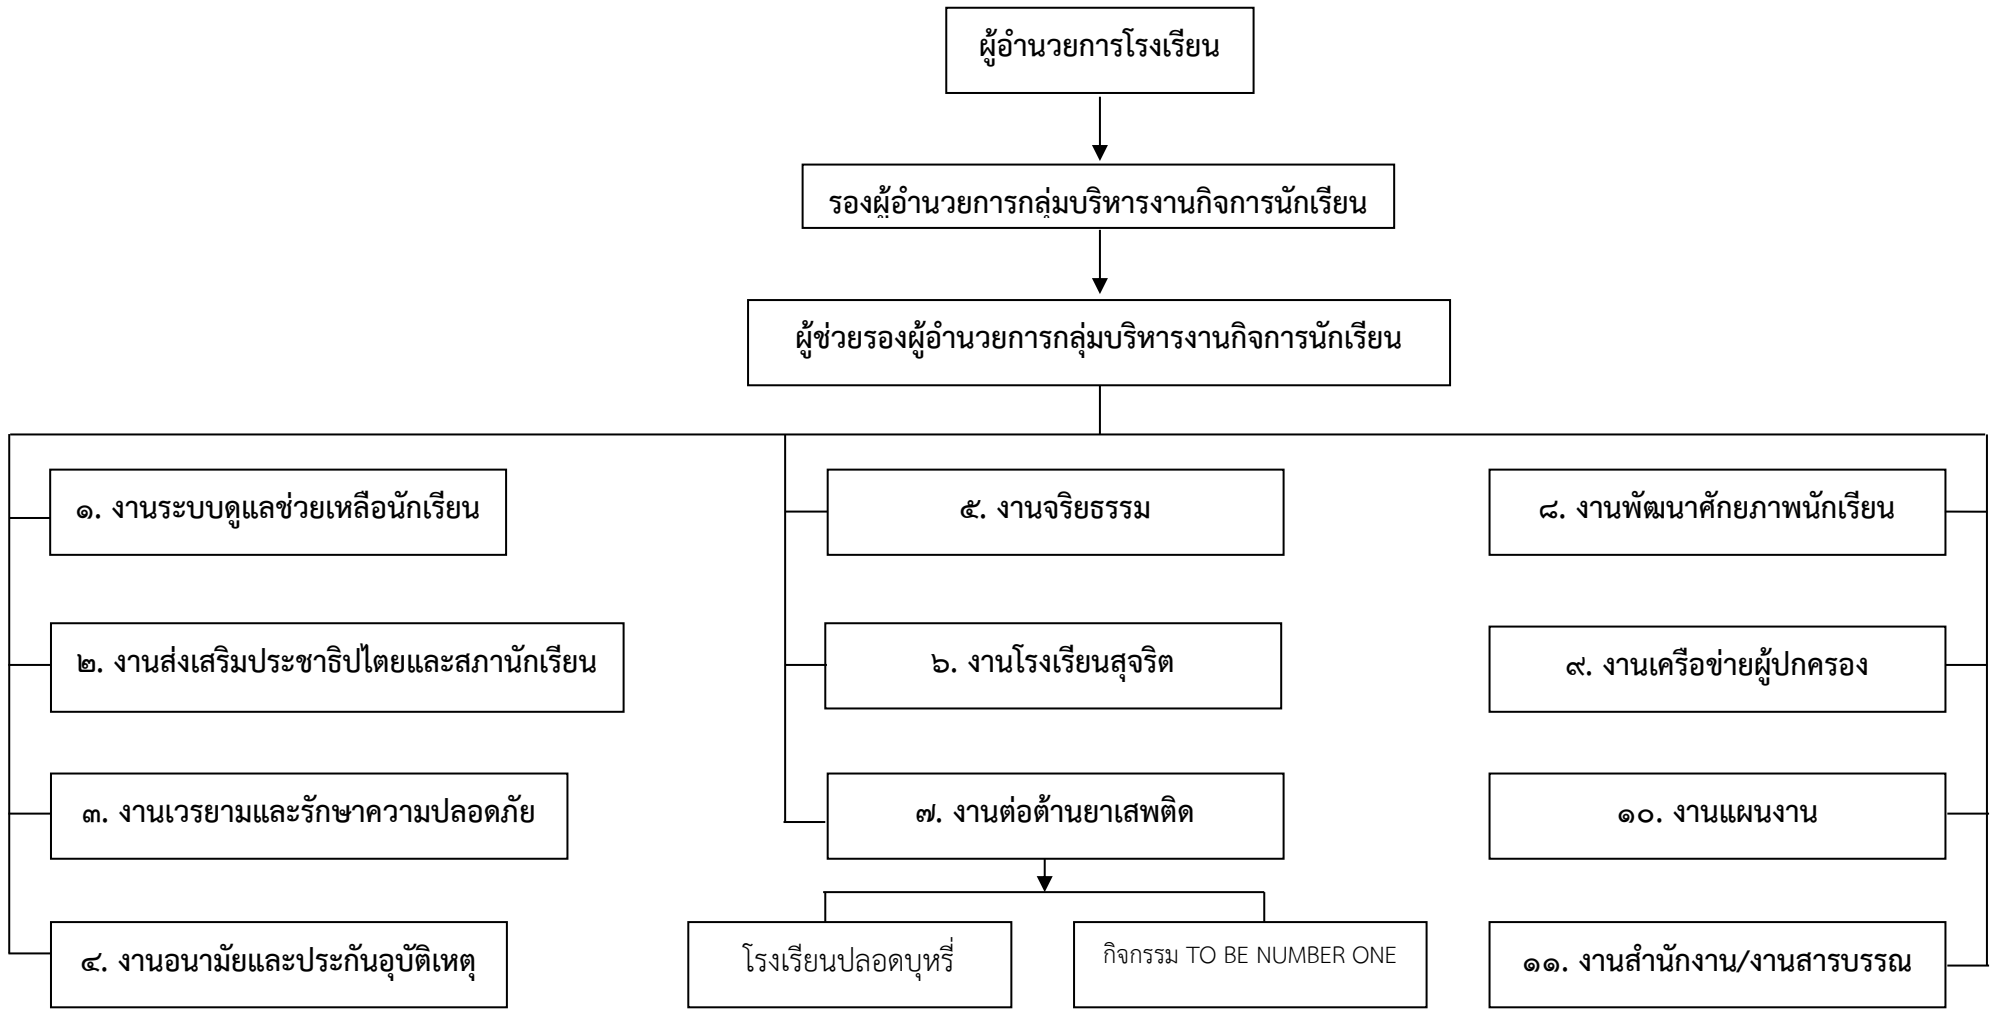 ผู้อำนวยการโรงเรียน
รองผู้อำนวยการกลุ่มบริหารงานกิจการนักเรียน
ผู้ช่วยรองผู้อำนวยการกลุ่มบริหารงานกิจการนักเรียน
๑. งานระบบดูแลช่วยเหลือนักเรียน
๒. งานส่งเสริมประชาธิปไตยและสภานักเรียน
๓. งานเวรยามและรักษาความปลอดภัย
๔. งานอนามัยและประกันอุบัติเหตุ
๕. งานจริยธรรม
๖. งานโรงเรียนสุจริต
๗. งานต่อต้านยาเสพติด
โรงเรียนปลอดบุหรี่
กิจกรรม TO BE NUMBER ONE
๘. งานพัฒนาศักยภาพนักเรียน
๙. งานเครือข่ายผู้ปกครอง
๑๐. งานแผนงาน
๑๑. งานสำนักงาน/งานสารบรรณ